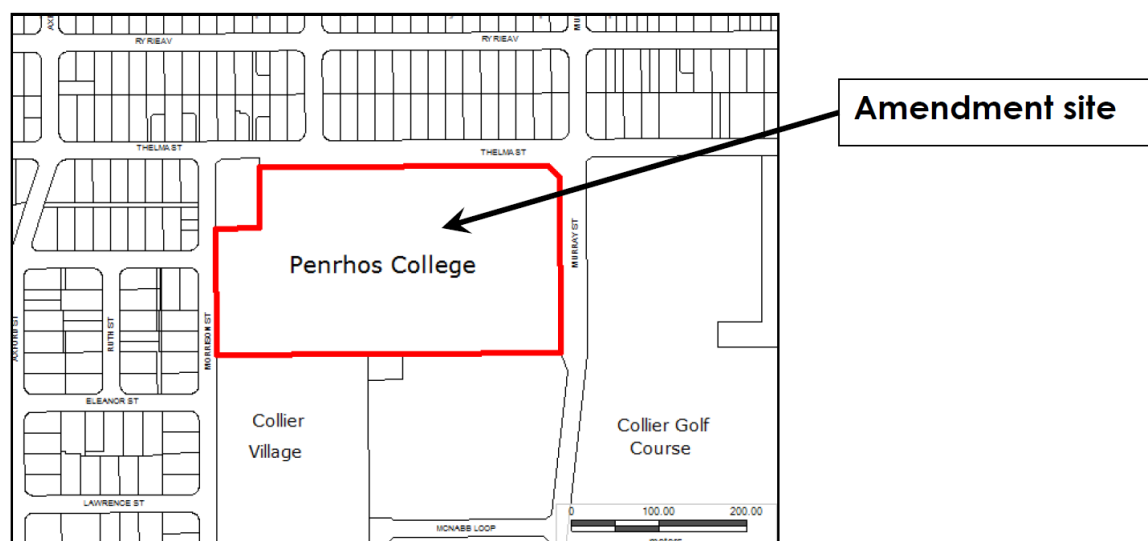 RYRIE AV
RYRIE AV
Amendment site
THELMA ST
THELMA ST
MURRAY ST
Penrhos College
MORRISON ST
RUTH ST
AXFORD ST
ELEANOR ST
Collier
Village
Collier Golf
Course
LAWRENCE ST
MCNABB LOOP
0 100.00 200.00